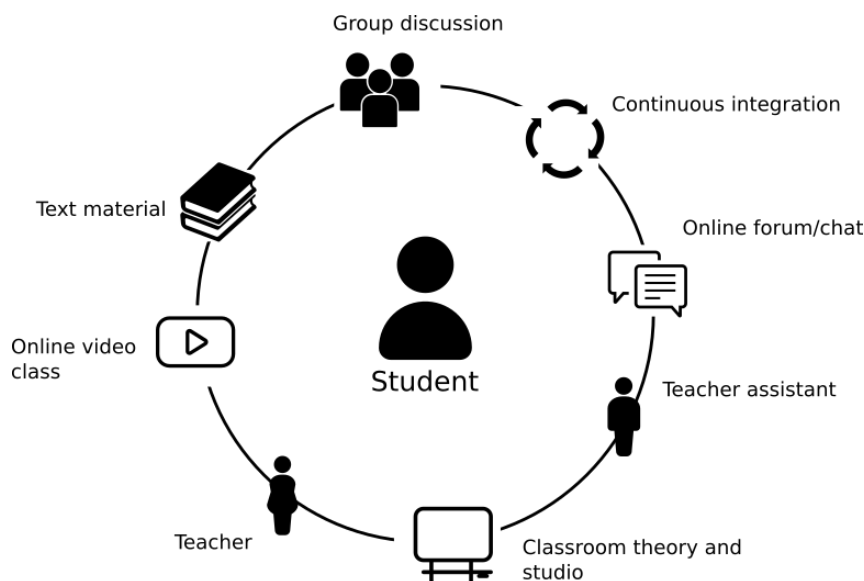 Group discussion
Continuous integration
Text material
Online forum/chat
Online video
class
Student
Teacher assistant
Teacher
Classroom theory and
studio